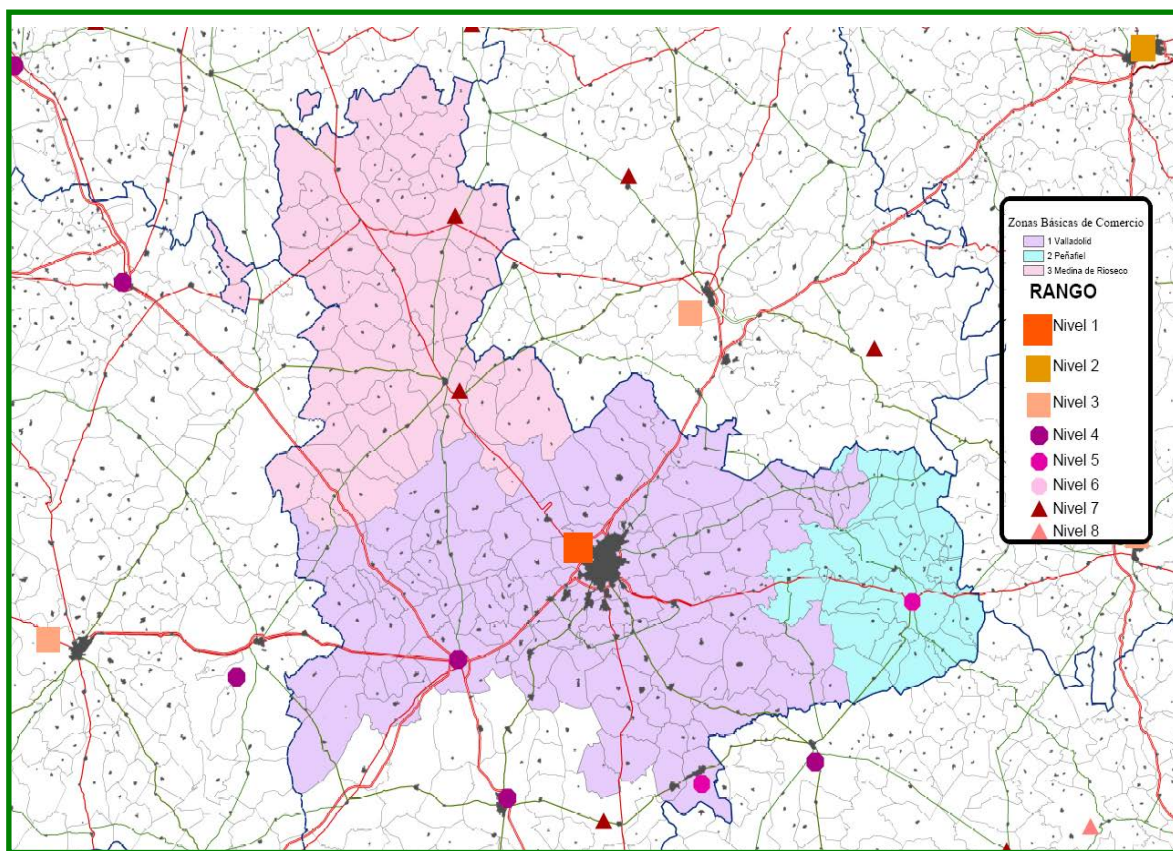 Zonas Básicas de Comercio
1 Valladolid
2 Peñafiel
3 Medina de Rioseco
RANGO
Nivel 1
Nivel 2
Nivel 3
Nivel 4
Nivel 5
Nivel 6
Nivel 7
Nivel 8